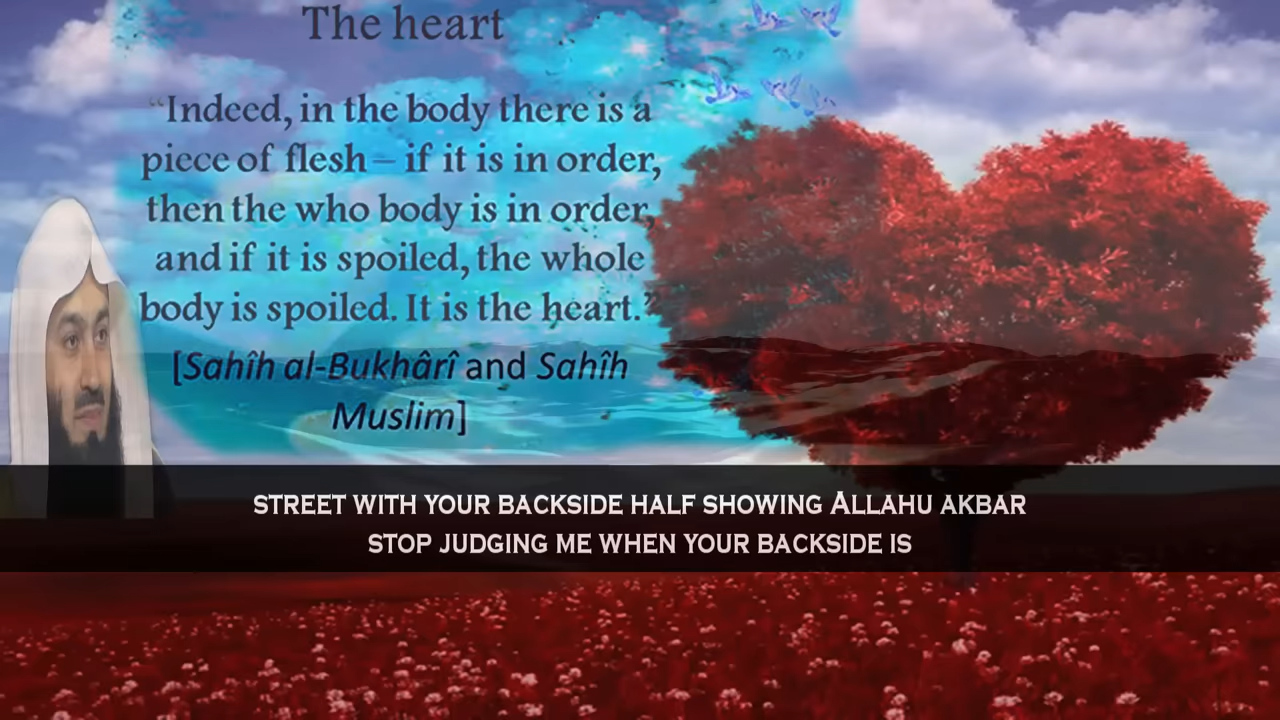 The heart
“Indeed, in the body there is a
piece of flesh – if it is in order,
then the who body is in order,
and if it is spoiled, the whole
body is spoiled. It is the heart.”
[Sahîh al-Bukhârî and Sahîh
Muslim]
STREET WITH YOUR BACKSIDE HALF SHOWING ALLAHU AKBAR
STOP JUDGING ME WHEN YOUR BACKSIDE IS